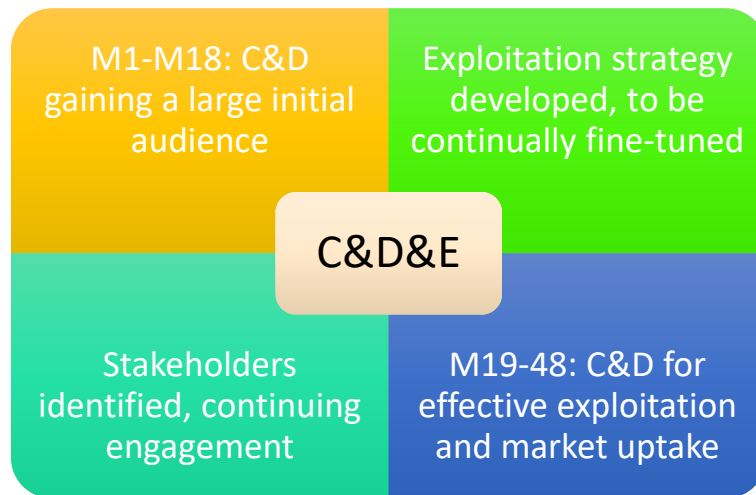 M1-M18: C&D
gaining a large initial
audience
Exploitation strategy
developed, to be
continually fine-tuned
C&D&E
Stakeholders
identified, continuing
engagement
M19-48: C&D for
effective exploitation
and market uptake